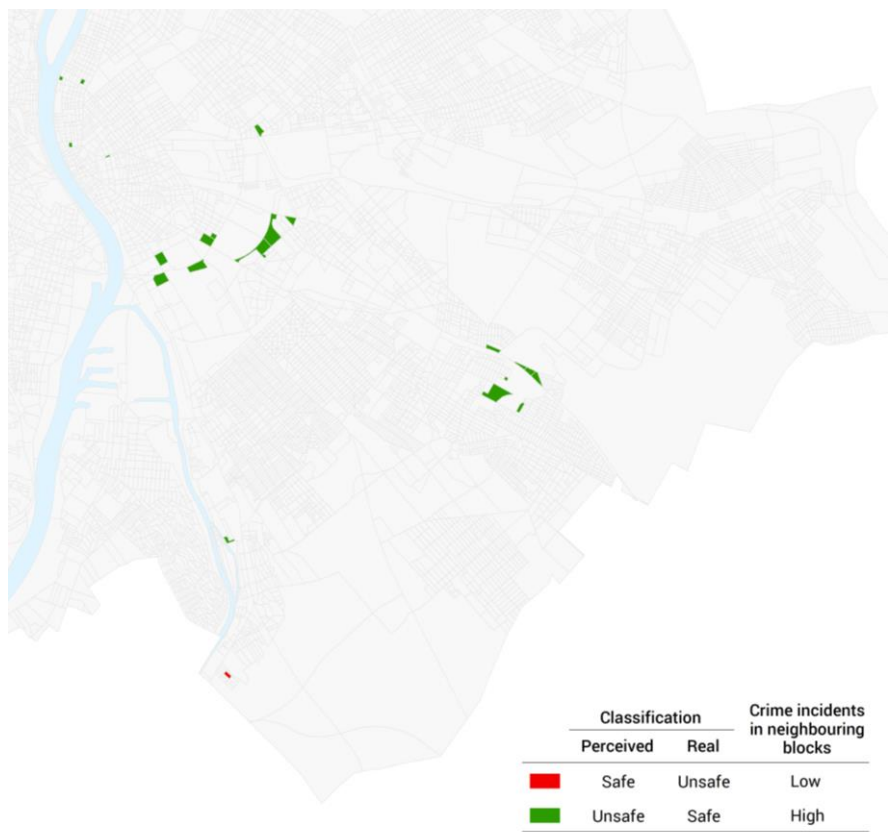 Classification
Crime incidents
in neighbouring
blocks
Perceived Real
Safe Unsafe Low
Unsafe Safe High